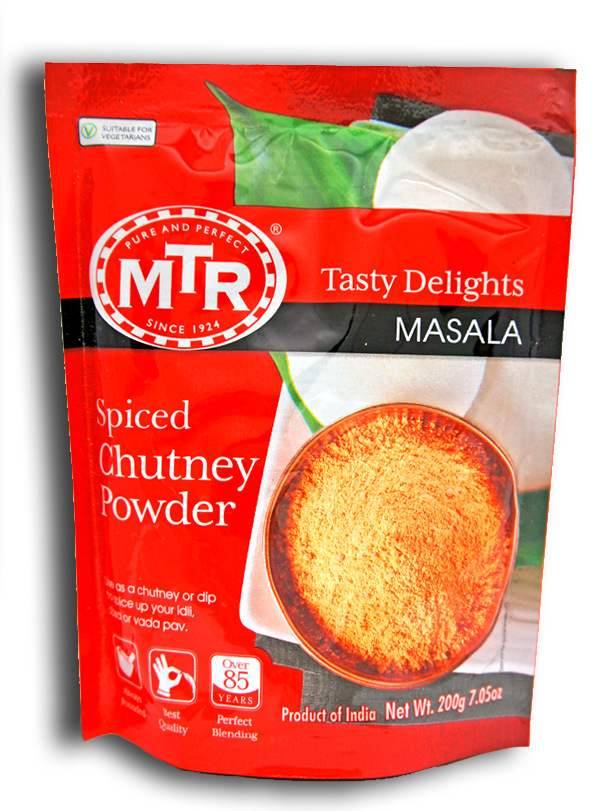 SUITABLE FOR
VEGETARIANS
PURE AND PERFECT
MTR
®
SINCE 1924
Tasty Delights
MASALA
Spiced
Chutney
Powder
as a chutney or dip
up your idli,
or vada pav.
Always
Pounded
Best
Quality
Over
85
YEARS
Perfect
Blending
Product of India Net Wt. 200g 7.05oz